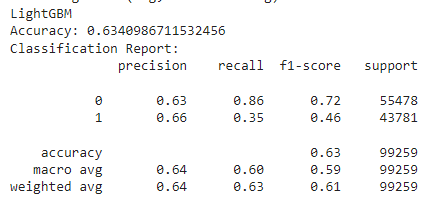 LightGBM
Accuracy: 0.6340986711532456
Classification Report:
precision recall f1-score support
0 0.63 0.86 0.72 55478
1 0.66 0.35 0.46 43781
accuracy 0.63 99259
macro avg 0.64 0.60 0.59 99259
weighted avg 0.64 0.63 0.61 99259